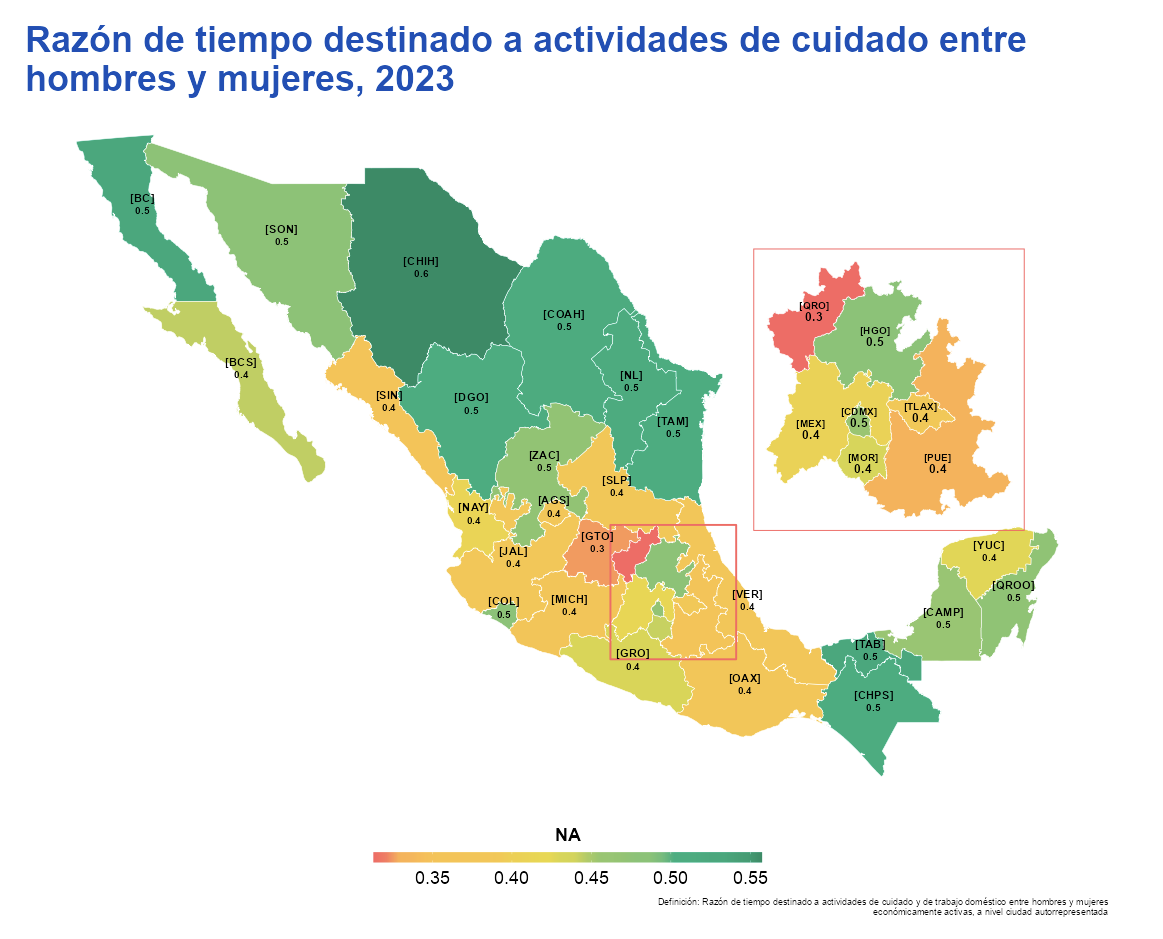 Razón de tiempo destinado a actividades de cuidado entre
hombres y mujeres, 2023
[BC]
0.5
[SON]
0.5
[CHIH]
0.6
[COAH]
0.5
[BCS]
0.4
[SIN]
0.4
[DGO]
0.5
[NL]
0.5
[TAM]
0.5
[ZAC]
0.5
[SLP]
0.4
[AGS]
0.4
[NAY]
0.4
[JAL]
0.4
[GTO]
0.3
[COL]
0.5
[MICH]
0.4
[VER]
0.4
[GRO]
0.4
[OAX]
0.4
[TAB]
0.5
[CHPS]
0.5
[CAMP]
0.5
[YUC]
0.4
[QROO]
0.5
[QRO]
0.3
[HGO]
0.5
[MEX]
0.4
[CDMX]
0.5
[TLAX]
0.4
[MOR]
0.4
[PUE]
0.4
NA
0.35 0.40 0.45 0.50 0.55
Definición: Razón de tiempo destinado a actividades de cuidado y de trabajo doméstico entre hombres y mujeres
económicamente activas, a nivel ciudad autorrepresentada